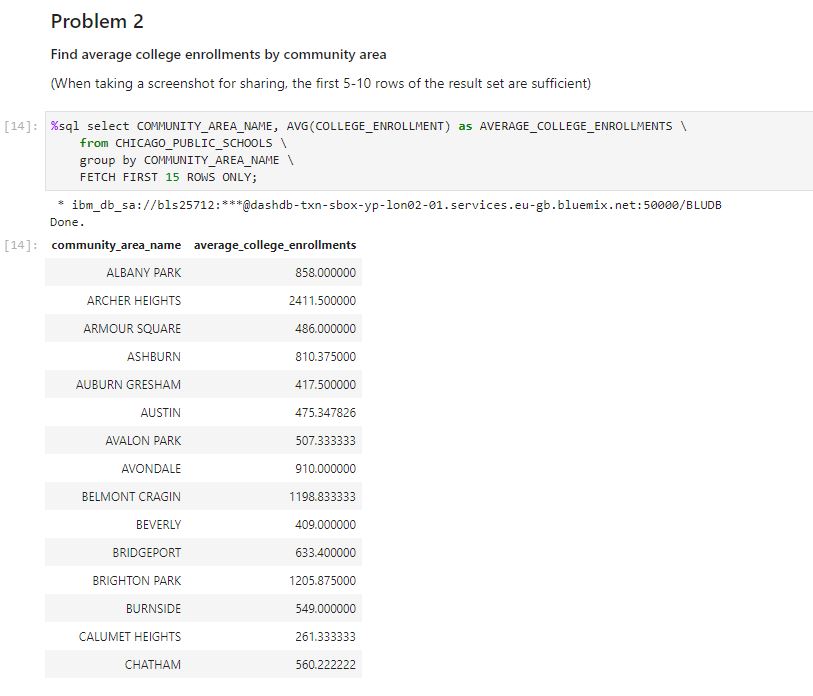 Problem 2
Find average college enrollments by community area
(When taking a screenshot for sharing, the first 5-10 rows of the result set are sufficient)
[14]: %sql select COMMUNITY_AREA_NAME, AVG(COLLEGE_ENROLLMENT) as AVERAGE_COLLEGE_ENROLLMENTS \
from CHICAGO_PUBLIC_SCHOOLS \
group by COMMUNITY_AREA_NAME \
FETCH FIRST 15 ROWS ONLY;
* ibm_db_sa://bls25712:***@dashdb-txn-sbox-yp-lon02-01.services.eu-gb.bluemix.net:50000/BLUDB
Done.
[14]: community_area_name average_college_enrollments
ALBANY PARK 858.000000
ARCHER HEIGHTS 2411.500000
ARMOUR SQUARE 486.000000
ASHBURN 810.375000
AUBURN GRESHAM 417.500000
AUSTIN 475.347826
AVALON PARK 507.333333
AVONDALE 910.000000
BELMONT CRAGIN 1198.833333
BEVERLY 409.000000
BRIDGEPORT 633.400000
BRIGHTON PARK 1205.875000
BURNSIDE 549.000000
CALUMET HEIGHTS 261.333333
CHATHAM 560.222222